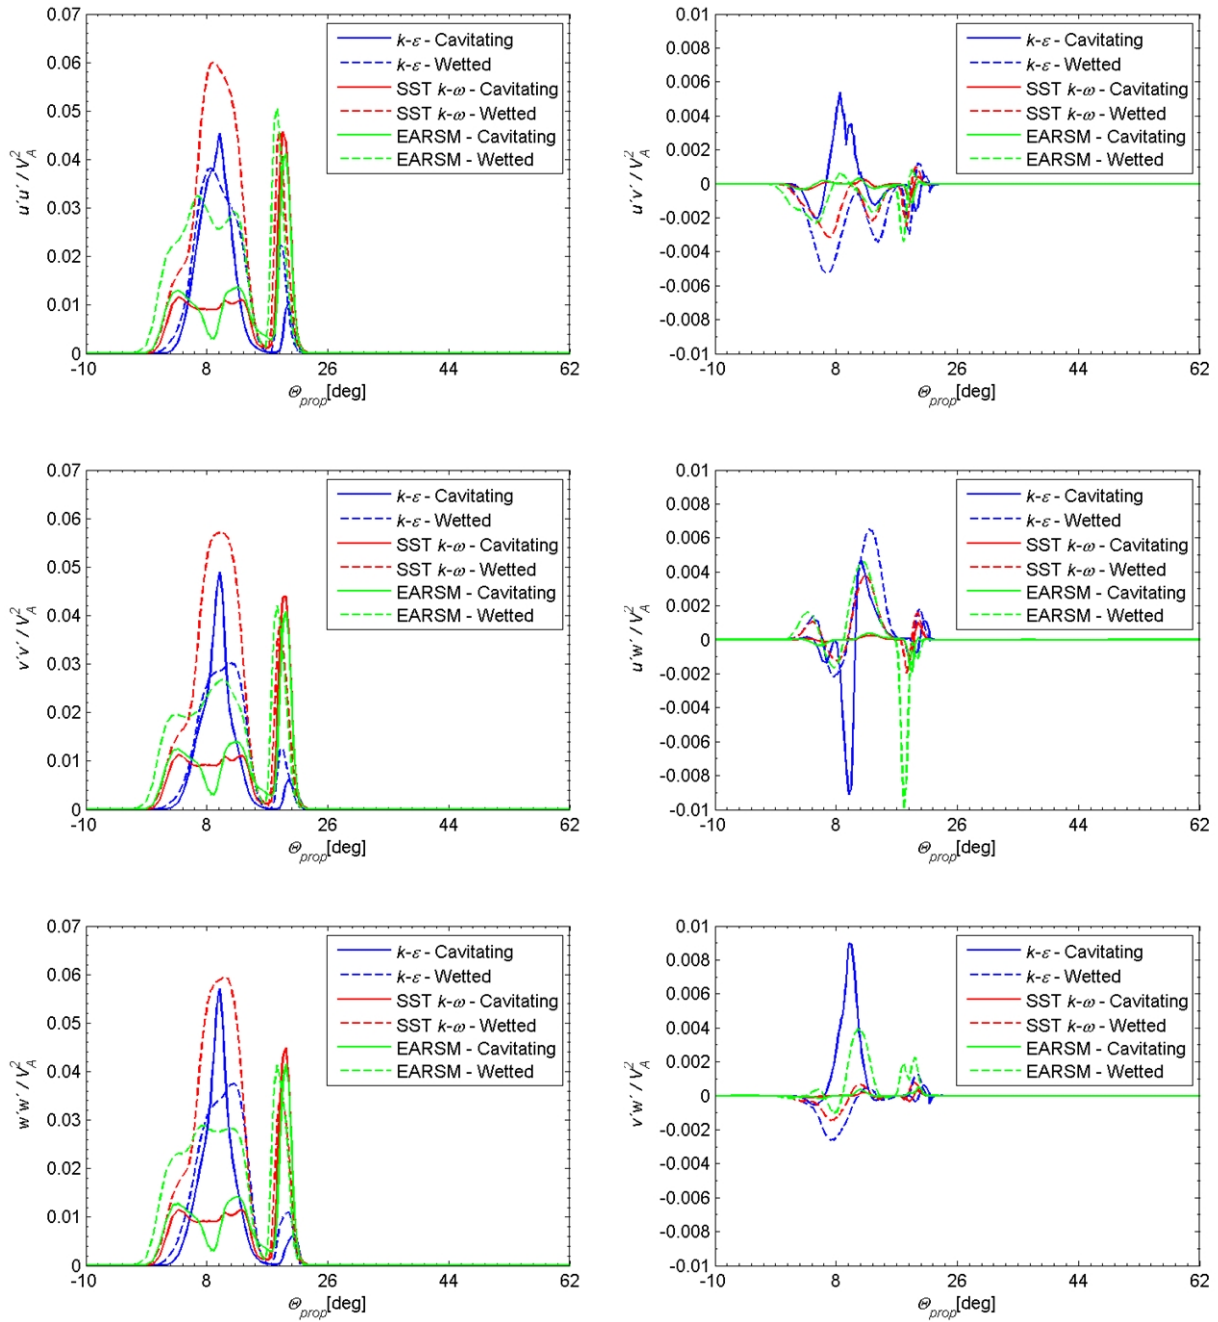 0.07
0.06
0.05
0.04
0.03
0.02
0.01
0
u'u' / V_A^2
-10 8 26 44 62
Θ_prop[deg]
k-ε - Cavitating
k-ε - Wetted
SST k-ω - Cavitating
SST k-ω - Wetted
EARSM - Cavitating
EARSM - Wetted
0.01
0.008
0.006
0.004
0.002
0
-0.002
-0.004
-0.006
-0.008
-0.01
u'v' / V_A^2
-10 8 26 44 62
Θ_prop[deg]
k-ε - Cavitating
k-ε - Wetted
SST k-ω - Cavitating
SST k-ω - Wetted
EARSM - Cavitating
EARSM - Wetted
0.07
0.06
0.05
0.04
0.03
0.02
0.01
0
v'v' / V_A^2
-10 8 26 44 62
Θ_prop[deg]
k-ε - Cavitating
k-ε - Wetted
SST k-ω - Cavitating
SST k-ω - Wetted
EARSM - Cavitating
EARSM - Wetted
0.01
0.008
0.006
0.004
0.002
0
-0.002
-0.004
-0.006
-0.008
-0.01
u'w' / V_A^2
-10 8 26 44 62
Θ_prop[deg]
k-ε - Cavitating
k-ε - Wetted
SST k-ω - Cavitating
SST k-ω - Wetted
EARSM - Cavitating
EARSM - Wetted
0.07
0.06
0.05
0.04
0.03
0.02
0.01
0
w'w' / V_A^2
-10 8 26 44 62
Θ_prop[deg]
k-ε - Cavitating
k-ε - Wetted
SST k-ω - Cavitating
SST k-ω - Wetted
EARSM - Cavitating
EARSM - Wetted
0.01
0.008
0.006
0.004
0.002
0
-0.002
-0.004
-0.006
-0.008
-0.01
v'w' / V_A^2
-10 8 26 44 62
Θ_prop[deg]
k-ε - Cavitating
k-ε - Wetted
SST k-ω - Cavitating
SST k-ω - Wetted
EARSM - Cavitating
EARSM - Wetted